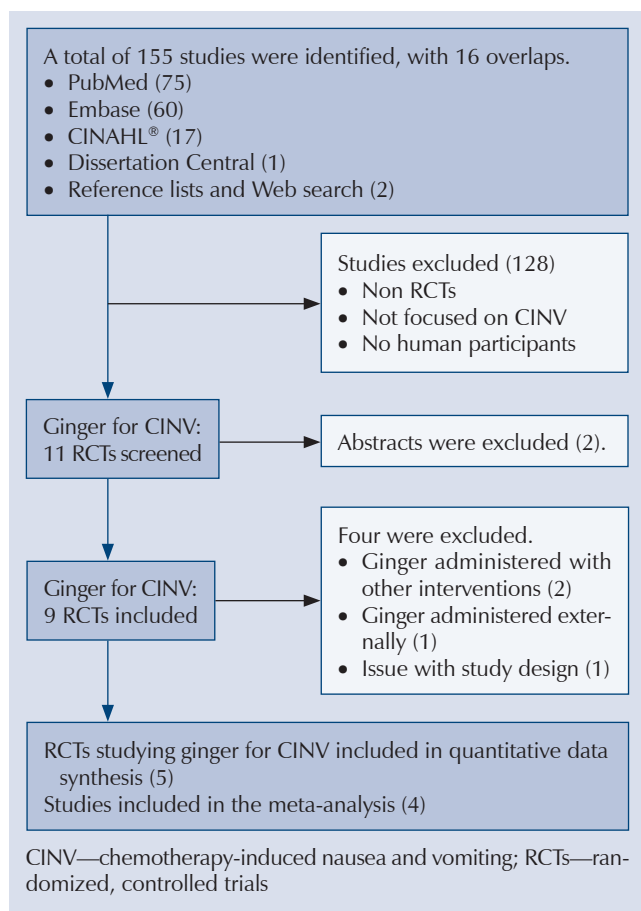 A total of 155 studies were identified, with 16 overlaps.
• PubMed (75)
• Embase (60)
• CINAHL® (17)
• Dissertation Central (1)
• Reference lists and Web search (2)
Studies excluded (128)
• Non RCTs
• Not focused on CINV
• No human participants
Ginger for CINV:
11 RCTs screened
Abstracts were excluded (2).
Four were excluded.
• Ginger administered with
other interventions (2)
• Ginger administered exter-
nally (1)
• Issue with study design (1)
Ginger for CINV:
9 RCTs included
RCTs studying ginger for CINV included in quantitative data
synthesis (5)
Studies included in the meta-analysis (4)
CINV—chemotherapy-induced nausea and vomiting; RCTs—ran-
domized, controlled trials